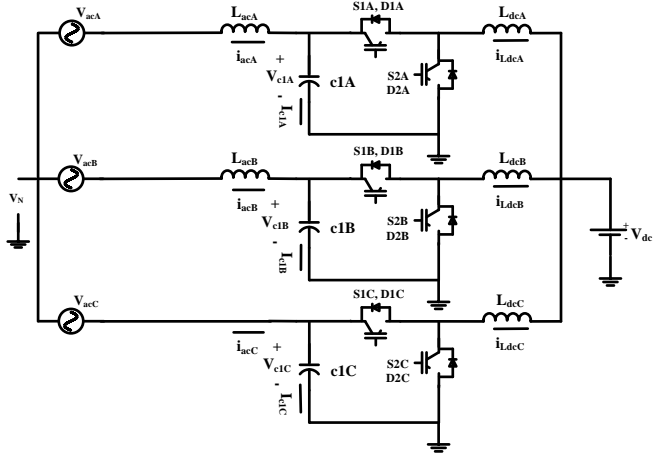 VacA
LacA
S1A, D1A
LdcA
iacA
+
Vc1A
-
Ic1A
c1A
S2A
D2A
iLdcA
VacB
LacB
S1B, D1B
LdcB
VN
iacB
+
Vc1B
-
Ic1B
c1B
S2B
D2B
iLdcB
+
-
Vdc
VacC
S1C, D1C
LdcC
iacC
+
Vc1C
-
Ic1C
c1C
S2C
D2C
iLdcC